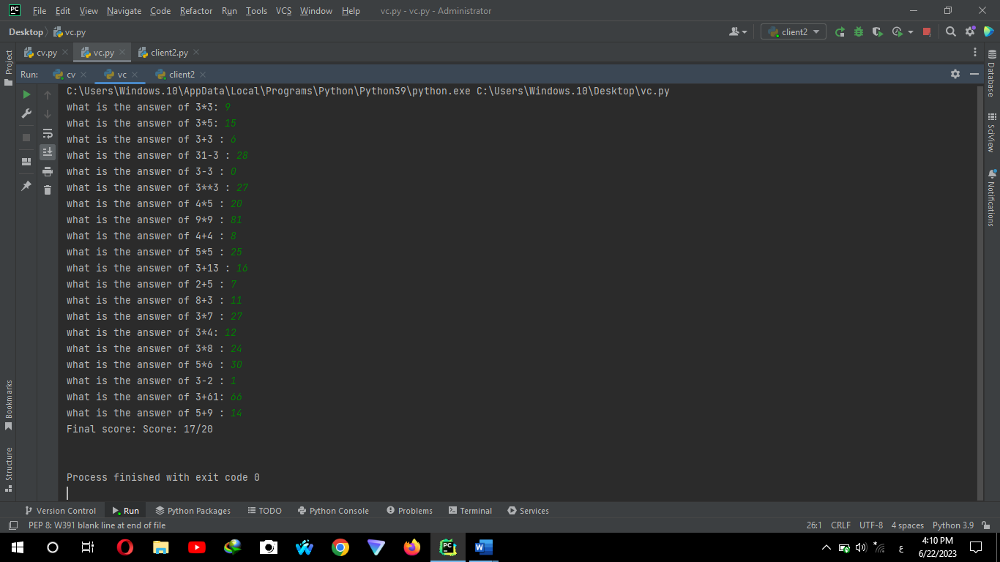 File Edit View Navigate Code Refactor Run Tools VCS Window Help vc.py - vc.py - Administrator
Desktop vc.py client2
cv.py vc.py client2.py
Run: cv vc client2
C:\Users\Windows.10\AppData\Local\Programs\Python\Python39\python.exe C:\Users\Windows.10\Desktop\vc.py
what is the answer of 3*3: 9
what is the answer of 3*5: 15
what is the answer of 3+3 : 6
what is the answer of 31-3 : 28
what is the answer of 3-3 : 0
what is the answer of 3**3 : 27
what is the answer of 4*5 : 20
what is the answer of 9*9 : 81
what is the answer of 4+4 : 8
what is the answer of 5*5 : 25
what is the answer of 3+13 : 16
what is the answer of 2+5 : 7
what is the answer of 8+3 : 11
what is the answer of 3*7 : 27
what is the answer of 3*4: 12
what is the answer of 3*8 : 24
what is the answer of 5*6 : 30
what is the answer of 3-2 : 1
what is the answer of 3+61: 66
what is the answer of 5+9 : 14
Final score: Score: 17/20
Process finished with exit code 0
Project
Bookmarks
Structure
Database
SciView
Notifications
Version Control Run Python Packages TODO Python Console Problems Terminal Services
PEP 8: W391 blank line at end of file 26:1 CRLF UTF-8 4 spaces Python 3.9
ع 4:10 PM
6/22/2023